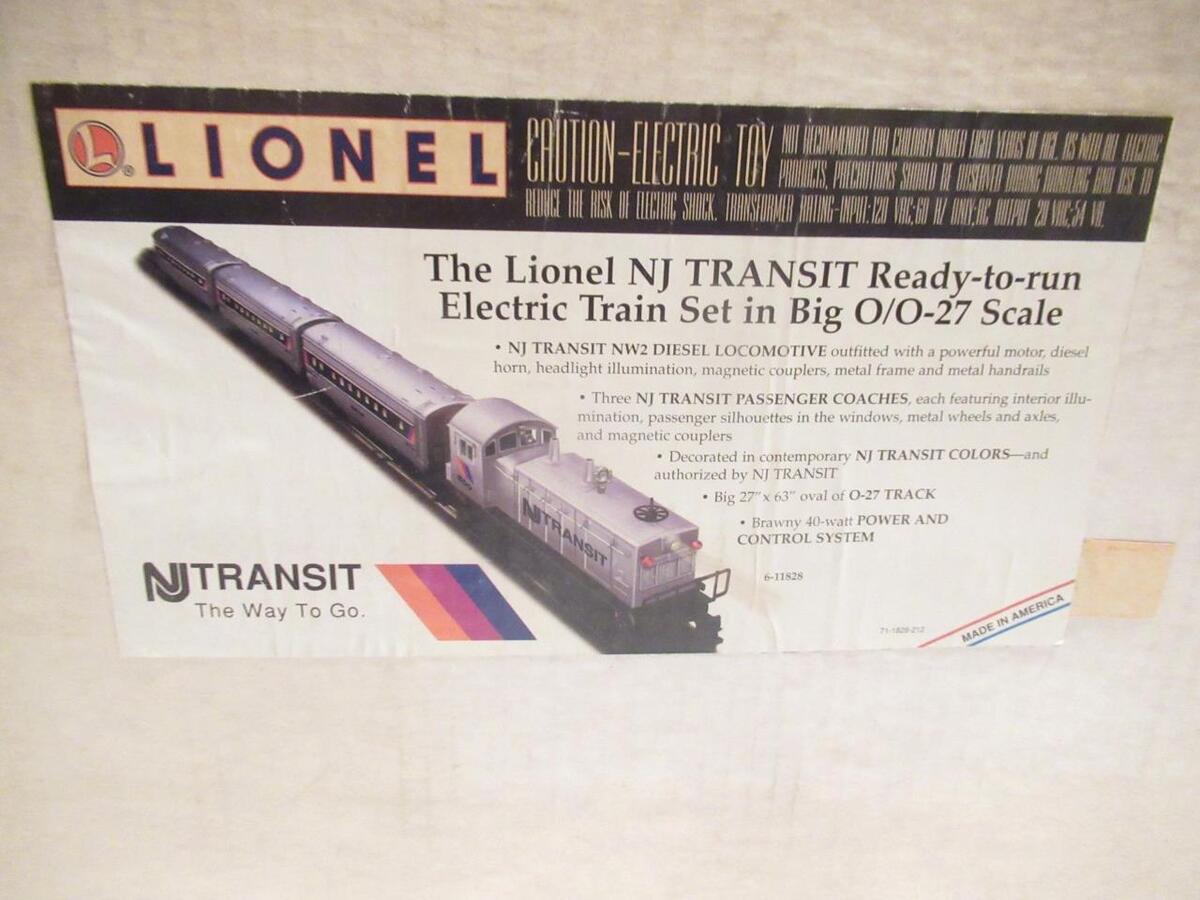 LIONEL
CAUTION-ELECTRIC TOY
NOT RECOMMENDED FOR CHILDREN UNDER EIGHT YEARS OF AGE. AS WITH ALL ELECTRIC
PRODUCTS, PRECAUTIONS SHOULD BE OBSERVED DURING HANDLING AND USE TO
REDUCE THE RISK OF ELECTRIC SHOCK. TRANSFORMER RATING-INPUT:120 VAC;60 HZ ONLY;AC OUTPUT 20 VAC;54 VA.
The Lionel NJ TRANSIT Ready-to-run
Electric Train Set in Big O/O-27 Scale
• NJ TRANSIT NW2 DIESEL LOCOMOTIVE outfitted with a powerful motor, diesel
horn, headlight illumination, magnetic couplers, metal frame and metal handrails
• Three NJ TRANSIT PASSENGER COACHES, each featuring interior illu-
mination, passenger silhouettes in the windows, metal wheels and axles,
and magnetic couplers
• Decorated in contemporary NJ TRANSIT COLORS—and
authorized by NJ TRANSIT
• Big 27" x 63" oval of O-27 TRACK
• Brawny 40-watt POWER AND
CONTROL SYSTEM
6-11828
NJ TRANSIT
NJ TRANSIT
The Way To Go.
71-1828-212
MADE IN AMERICA